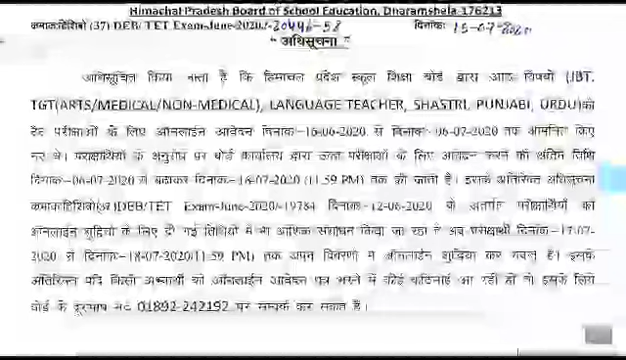 Himachal Pradesh Board of School Education, Dharamshala-176213
क्रमांकःहिशिबो (37) DEB/ TET Exam-June-2020/-20446-58 दिनांकः 15-07-2020
" अधिसूचना "
अधिसूचित किया जाता है कि हिमाचल प्रदेश स्कूल शिक्षा बोर्ड द्वारा आठ विषयों (JBT,
TGT(ARTS/MEDICAL/NON-MEDICAL), LANGUAGE TEACHER, SHASTRI, PUNJABI, URDU)की
टेट परीक्षाओं के लिए ऑनलाईन आवेदन दिनांक-16-06-2020 से दिनांक- 06-07-2020 तक आमंत्रित किए
गए थे। परीक्षार्थियों के अनुरोध पर बोर्ड कार्यालय द्वारा उक्त परीक्षाओं के लिए आवेदन करने की अंतिम तिथि
दिनांक-06-07-2020 से बढाकर दिनांक-16-07-2020 (11.59 PM) तक की जाती है। इसके अतिरिक्त अधिसूचना
क्रमांकःहिशिबो(37)DEB/TET Exam-June-2020/-19784 दिनांक-12-06-2020 के अंतर्गत परीक्षार्थियों को
ऑनलाईन शुद्वियों के लिए दी गई तिथियों में भी आंशिक संशोधन किया जा रहा है अब परीक्षार्थी दिनांक-17-07-
2020 से दिनांक-18-07-2020(11.59 PM) तक अपने विवरणों में ऑनलाईन शुद्वियां कर सकते हैं। इसके
अतिरिक्त यदि किसी अभ्यार्थी को ऑनलाईन आवेदन पत्र भरने में कोई कठिनाई आ रही हो तो इसके लिये
बोर्ड के दूरभाष नं० 01892-242192 पर सम्पर्क कर सकते हैं।